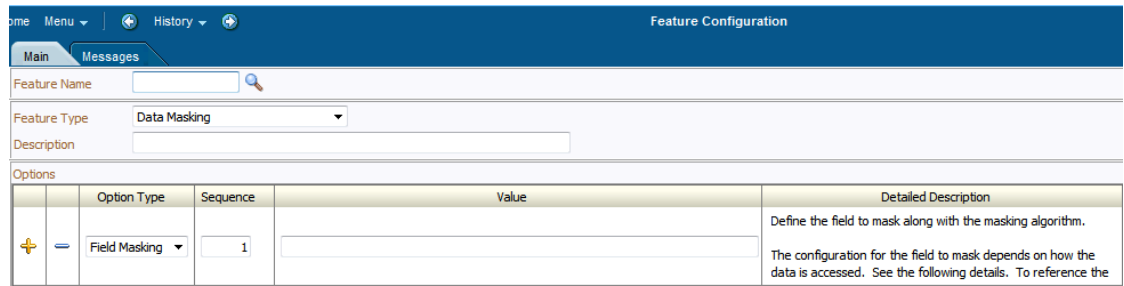 ome Menu History Feature Configuration
Main Messages
Feature Name
Feature Type Data Masking
Description
Options
Option Type Sequence Value Detailed Description
Define the field to mask along with the masking algorithm.
Field Masking 1
The configuration for the field to mask depends on how the
data is accessed. See the following details. To reference the